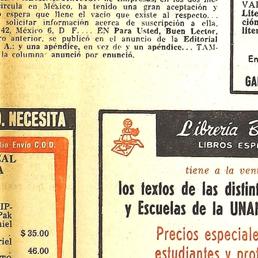 circula en México, ha tenido una gran aceptación y
espera que llene el vacío que existe al respecto...
solicitar información acerca de suscripción a ella,
42, México 6, D F.... EN Para Usted, Buen Lector,
anterior, se publicó en el anuncio de la Editorial
A.: y una apéndice, en vez de y un apéndice... TAM-
la columna: anunció por enunció.
Lite
liter
En
GA
NECESITA
Envío C.O.D.
$ 35.00
46.00
Librería B
LIBROS ESP
tiene a la ven
los textos de las distin
y Escuelas de la UNA
Precios especiale
estudiantes y prof